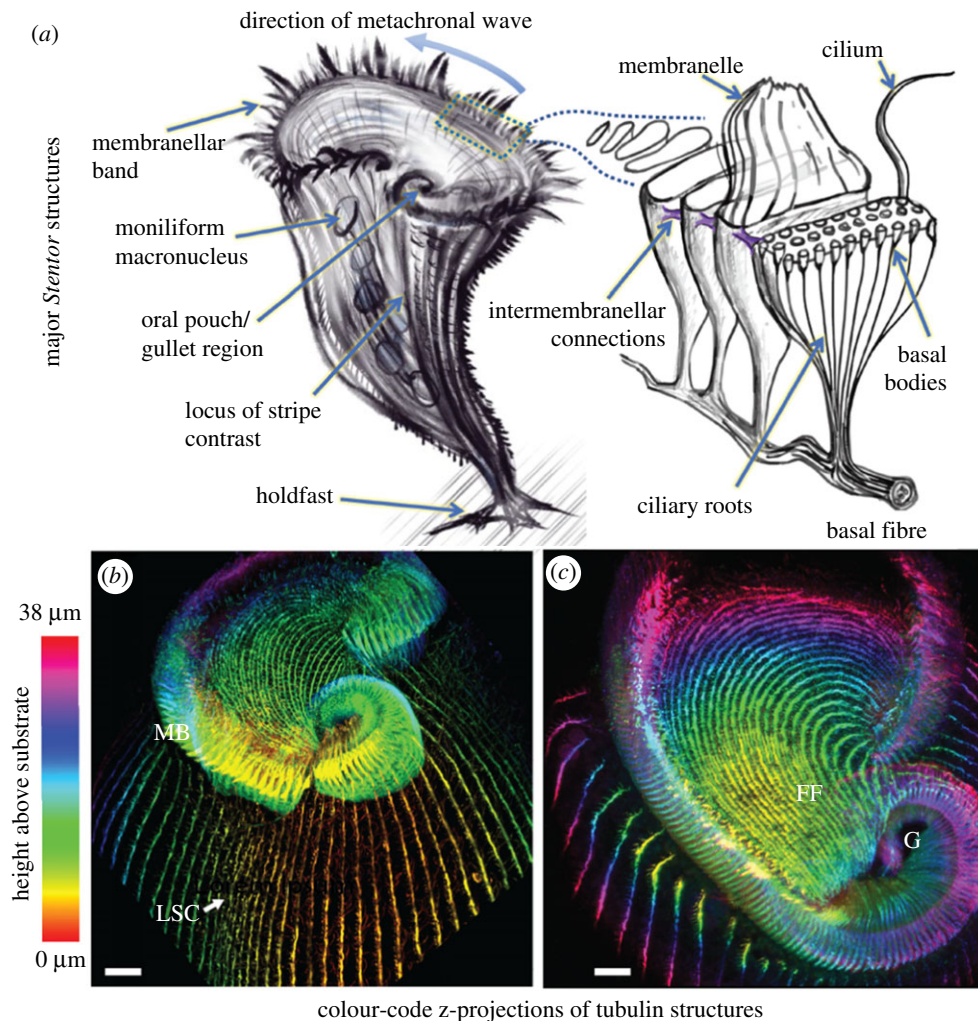 (a)
direction of metachronal wave
membranellar
band
moniliform
macronucleus
oral pouch/
gullet region
locus of stripe
contrast
holdfast
membranelle
cilium
intermembranellar
connections
basal
bodies
ciliary roots
basal fibre
major Stentor structures
(b)
(c)
38 µm
height above substrate
0 µm
MB
LSC
FF
G
colour-code z-projections of tubulin structures